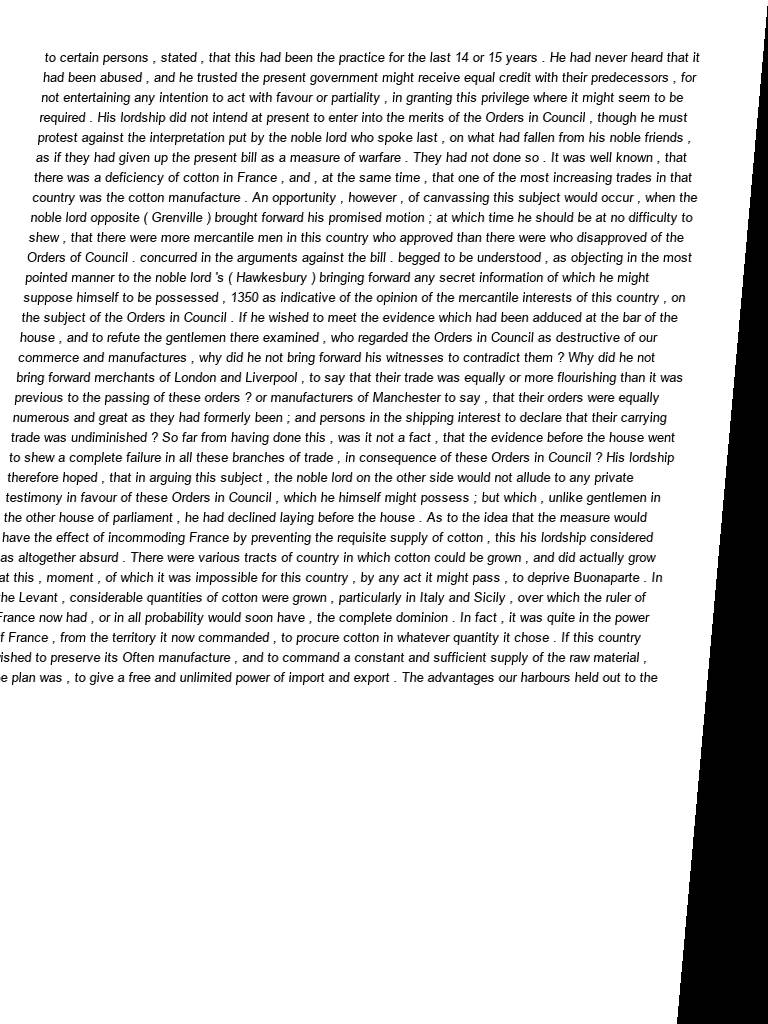 to certain persons , stated , that this had been the practice for the last 14 or 15 years . He had never heard that it
had been abused , and he trusted the present government might receive equal credit with their predecessors , for
not entertaining any intention to act with favour or partiality , in granting this privilege where it might seem to be
required . His lordship did not intend at present to enter into the merits of the Orders in Council , though he must
protest against the interpretation put by the noble lord who spoke last , on what had fallen from his noble friends ,
as if they had given up the present bill as a measure of warfare . They had not done so . It was well known , that
there was a deficiency of cotton in France , and , at the same time , that one of the most increasing trades in that
country was the cotton manufacture . An opportunity , however , of canvassing this subject would occur , when the
noble lord opposite ( Grenville ) brought forward his promised motion ; at which time he should be at no difficulty to
shew , that there were more mercantile men in this country who approved than there were who disapproved of the
Orders of Council . concurred in the arguments against the bill . begged to be understood , as objecting in the most
pointed manner to the noble lord 's ( Hawkesbury ) bringing forward any secret information of which he might
suppose himself to be possessed , 1350 as indicative of the opinion of the mercantile interests of this country , on
the subject of the Orders in Council . If he wished to meet the evidence which had been adduced at the bar of the
house , and to refute the gentlemen there examined , who regarded the Orders in Council as destructive of our
commerce and manufactures , why did he not bring forward his witnesses to contradict them ? Why did he not
bring forward merchants of London and Liverpool , to say that their trade was equally or more flourishing than it was
previous to the passing of these orders ? or manufacturers of Manchester to say , that their orders were equally
numerous and great as they had formerly been ; and persons in the shipping interest to declare that their carrying
trade was undiminished ? So far from having done this , was it not a fact , that the evidence before the house went
to shew a complete failure in all these branches of trade , in consequence of these Orders in Council ? His lordship
therefore hoped , that in arguing this subject , the noble lord on the other side would not allude to any private
testimony in favour of these Orders in Council , which he himself might possess ; but which , unlike gentlemen in
the other house of parliament , he had declined laying before the house . As to the idea that the measure would
have the effect of incommoding France by preventing the requisite supply of cotton , this his lordship considered
as altogether absurd . There were various tracts of country in which cotton could be grown , and did actually grow
at this , moment , of which it was impossible for this country , by any act it might pass , to deprive Buonaparte . In
the Levant , considerable quantities of cotton were grown , particularly in Italy and Sicily , over which the ruler of
France now had , or in all probability would soon have , the complete dominion . In fact , it was quite in the power
f France , from the territory it now commanded , to procure cotton in whatever quantity it chose . If this country
ished to preserve its Often manufacture , and to command a constant and sufficient supply of the raw material ,
e plan was , to give a free and unlimited power of import and export . The advantages our harbours held out to the